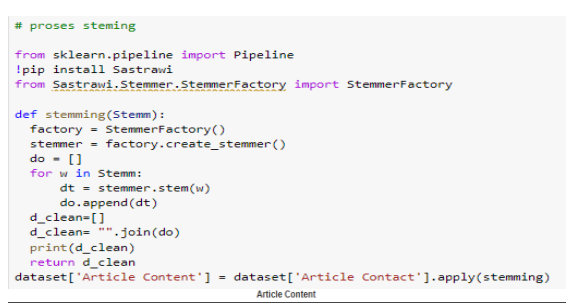 # proses steming
from sklearn.pipeline import Pipeline
!pip install Sastrawi
from Sastrawi.Stemmer.StemmerFactory import StemmerFactory
def stemming(Stemm):
  factory = StemmerFactory()
  stemmer = factory.create_stemmer()
  do = []
  for w in Stemm:
      dt = stemmer.stem(w)
      do.append(dt)
  d_clean=[]
  d_clean= "".join(do)
  print(d_clean)
  return d_clean
dataset['Article Content'] = dataset['Article Contact'].apply(stemming)
Article Content